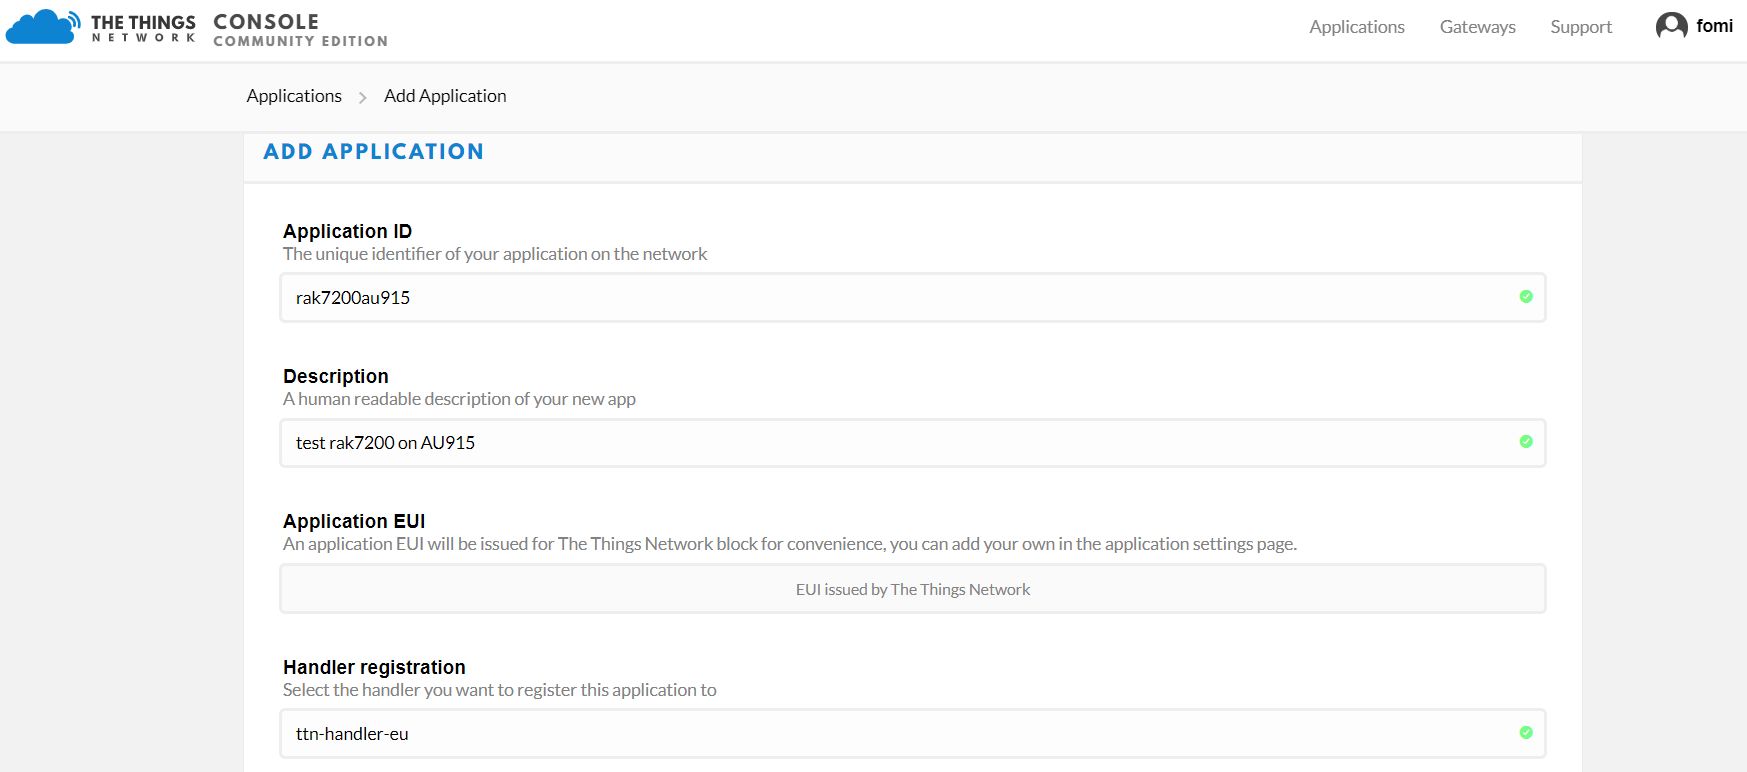 THE THINGS
NETWORK
CONSOLE
COMMUNITY EDITION
Applications
Gateways
Support
fomi
Applications
Add Application
ADD APPLICATION
Application ID
The unique identifier of your application on the network
rak7200au915
Description
A human readable description of your new app
test rak7200 on AU915
Application EUI
An application EUI will be issued for The Things Network block for convenience, you can add your own in the application settings page.
EUI issued by The Things Network
Handler registration
Select the handler you want to register this application to
ttn-handler-eu